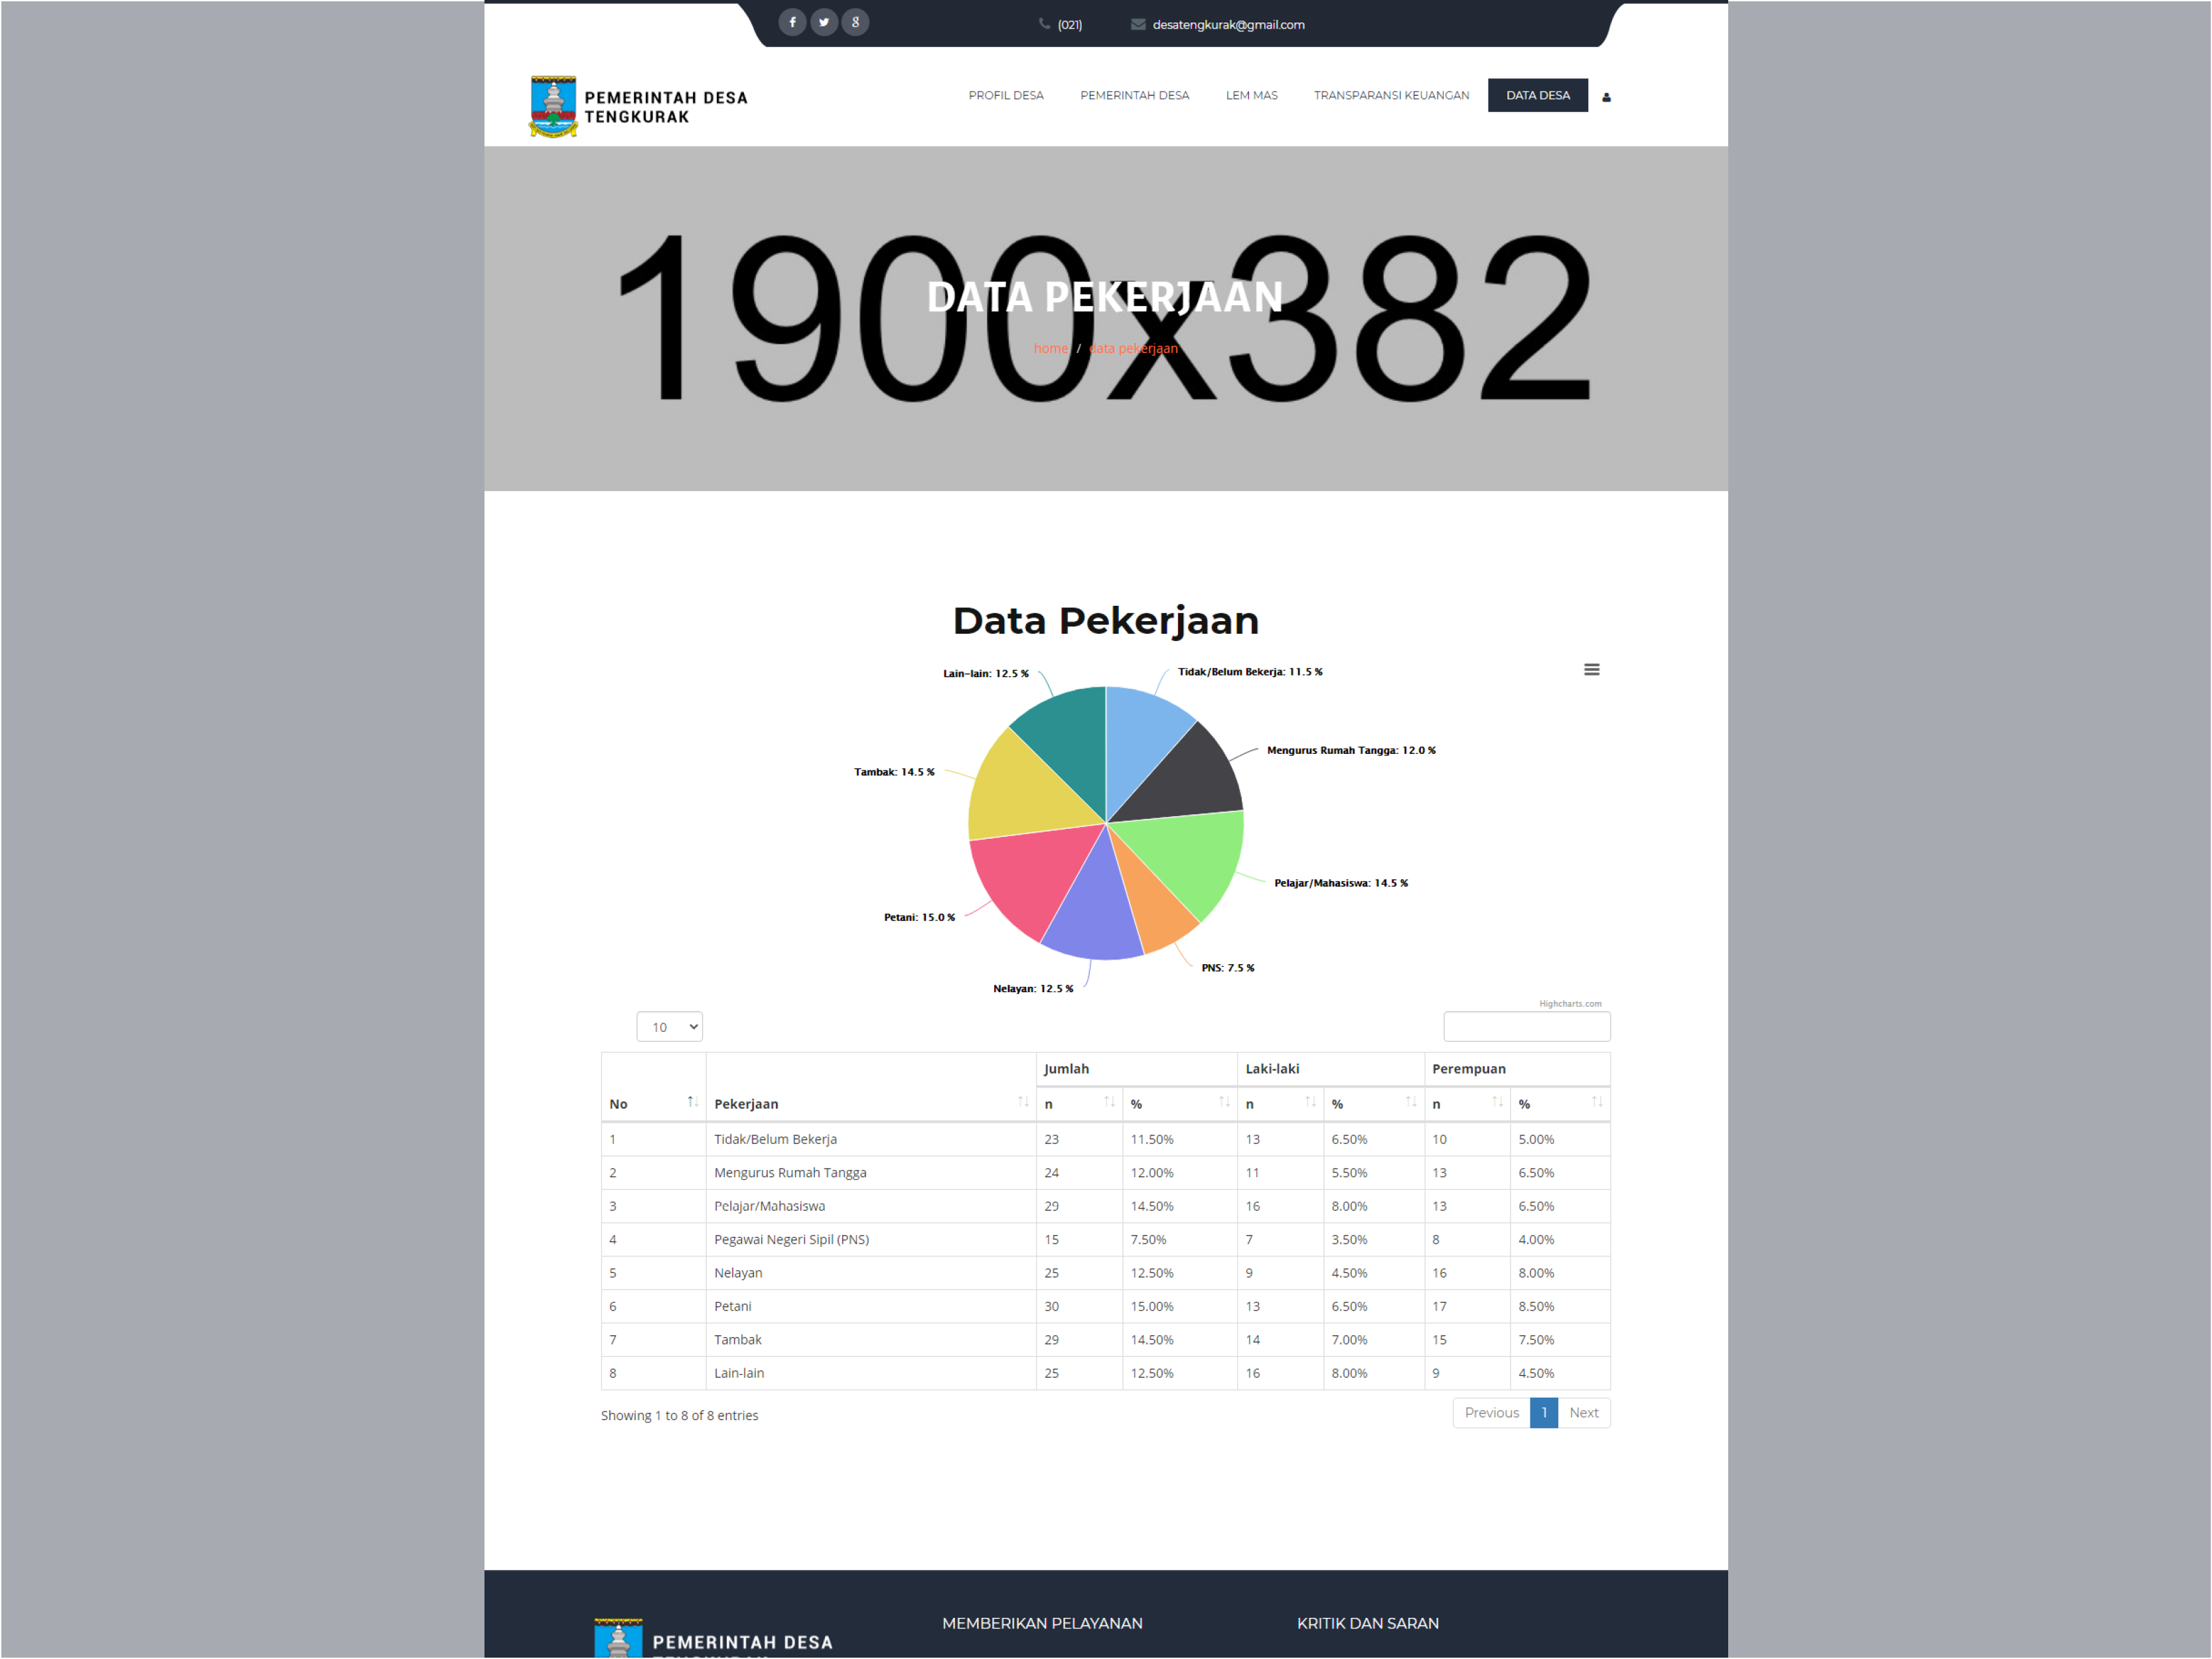 (021)
desatengkurak@gmail.com
PEMERINTAH DESA
TENGKURAK
PROFIL DESA
PEMERINTAH DESA
LEM MAS
TRANSPARANSI KEUANGAN
DATA DESA
1900x382
DATA PEKERJAAN
home / data pekerjaan
Data Pekerjaan
Lain-lain: 12.5 %
Tidak/Belum Bekerja: 11.5 %
Mengurus Rumah Tangga: 12.0 %
Tambak: 14.5 %
Pelajar/Mahasiswa: 14.5 %
Petani: 15.0 %
PNS: 7.5 %
Nelayan: 12.5 %
Highcharts.com
10
Jumlah Laki-laki Perempuan
No Pekerjaan n % n % n %
1 Tidak/Belum Bekerja 23 11.50% 13 6.50% 10 5.00%
2 Mengurus Rumah Tangga 24 12.00% 11 5.50% 13 6.50%
3 Pelajar/Mahasiswa 29 14.50% 16 8.00% 13 6.50%
4 Pegawai Negeri Sipil (PNS) 15 7.50% 7 3.50% 8 4.00%
5 Nelayan 25 12.50% 9 4.50% 16 8.00%
6 Petani 30 15.00% 13 6.50% 17 8.50%
7 Tambak 29 14.50% 14 7.00% 15 7.50%
8 Lain-lain 25 12.50% 16 8.00% 9 4.50%
Showing 1 to 8 of 8 entries
Previous 1 Next
PEMERINTAH DESA
MEMBERIKAN PELAYANAN
KRITIK DAN SARAN